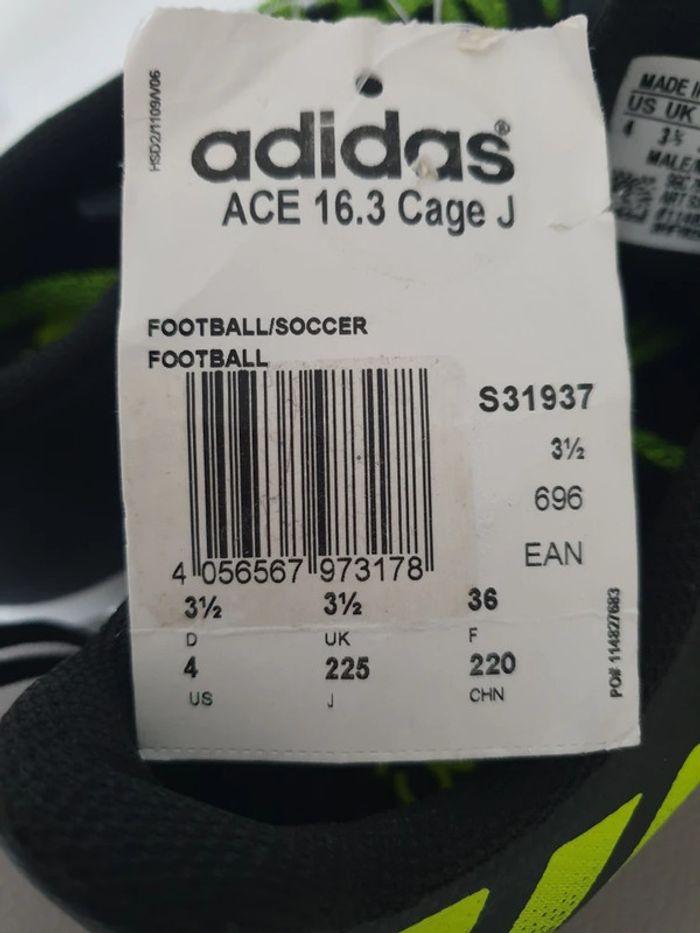 HSD2/1109/V06
adidas®
ACE 16.3 Cage J
FOOTBALL/SOCCER
FOOTBALL
S31937
3½
696
EAN
4 056567 973178
3½ 3½ 36
D UK F
4 225 220
US J CHN
PO# 114827683
MADE
US UK
4 3½
MALE